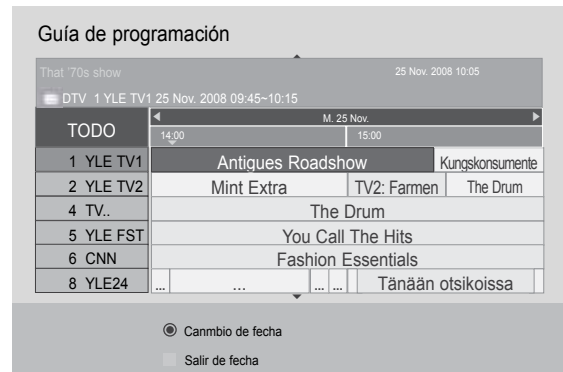 Guía de programación
That '70s show 25 Nov. 2008 10:05
DTV 1 YLE TV1 25 Nov. 2008 09:45~10:15
TODO
M. 25 Nov.
14:00 15:00
1 YLE TV1 Antigues Roadshow Kungskonsumente
2 YLE TV2 Mint Extra TV2: Farmen The Drum
4 TV.. The Drum
5 YLE FST You Call The Hits
6 CNN Fashion Essentials
8 YLE24 ... ... ... ... Tänään otsikoissa
Canmbio de fecha
Salir de fecha